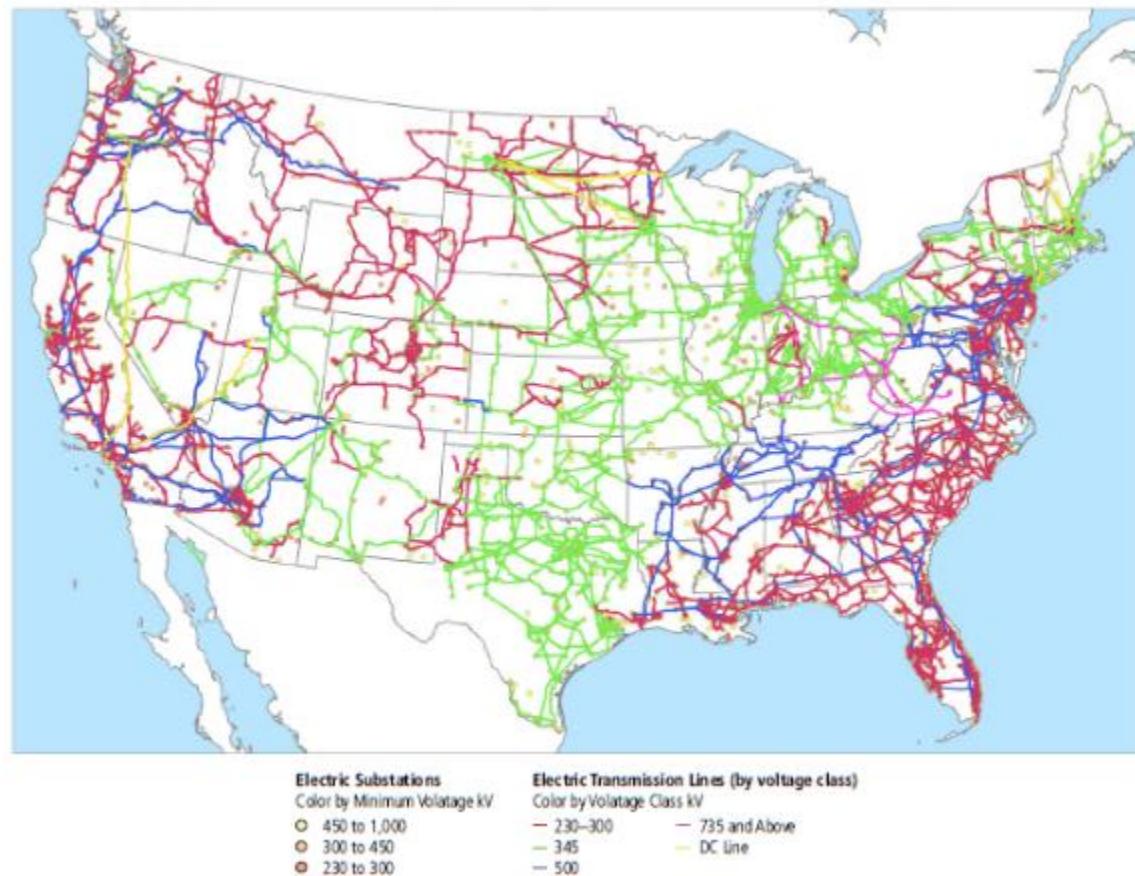 Electric Substations
Color by Minimum Volatage kV
450 to 1,000
300 to 450
230 to 300
Electric Transmission Lines (by voltage class)
Color by Volatage Class kV
230–300
345
500
735 and Above
DC Line